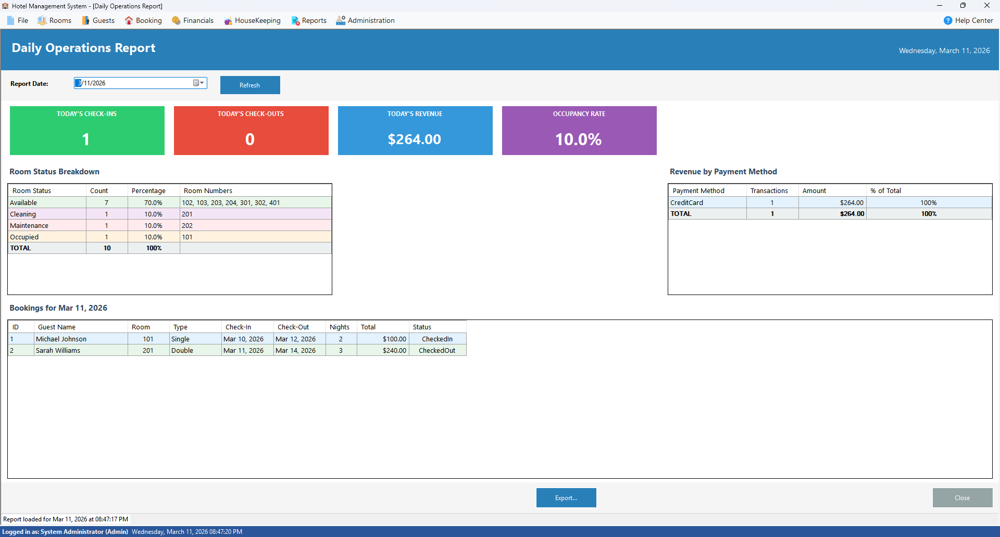 Hotel Management System - [Daily Operations Report]
File Rooms Guests Booking Financials HouseKeeping Reports Administration ? Help Center
Daily Operations Report
Wednesday, March 11, 2026
Report Date: 3/11/2026 Refresh
TODAY'S CHECK-INS TODAY'S CHECK-OUTS TODAY'S REVENUE OCCUPANCY RATE
1 0 $264.00 10.0%
Room Status Breakdown
Room Status Count Percentage Room Numbers
Available 7 70.0% 102, 103, 203, 204, 301, 302, 401
Cleaning 1 10.0% 201
Maintenance 1 10.0% 202
Occupied 1 10.0% 101
TOTAL 10 100%
Revenue by Payment Method
Payment Method Transactions Amount % of Total
CreditCard 1 $264.00 100%
TOTAL 1 $264.00 100%
Bookings for Mar 11, 2026
ID Guest Name Room Type Check-In Check-Out Nights Total Status
1 Michael Johnson 101 Single Mar 10, 2026 Mar 12, 2026 2 $100.00 CheckedIn
2 Sarah Williams 201 Double Mar 11, 2026 Mar 14, 2026 3 $240.00 CheckedOut
Export... Close
Report loaded for Mar 11, 2026 at 08:47:17 PM
Logged in as: System Administrator (Admin) Wednesday, March 11, 2026 08:47:20 PM